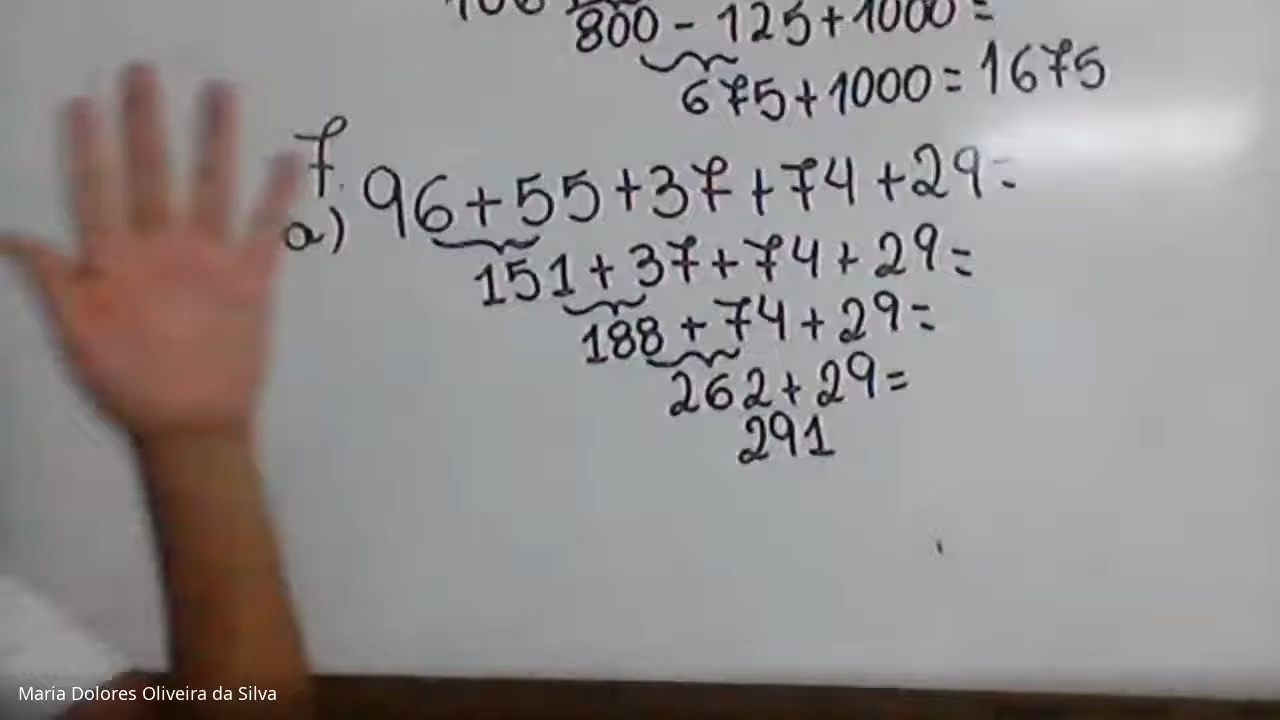 800 - 125 + 1000 =
675 + 1000 = 1675
7.
a) 96 + 55 + 37 + 74 + 29 =
151 + 37 + 74 + 29 =
188 + 74 + 29 =
262 + 29 =
291
Maria Dolores Oliveira da Silva